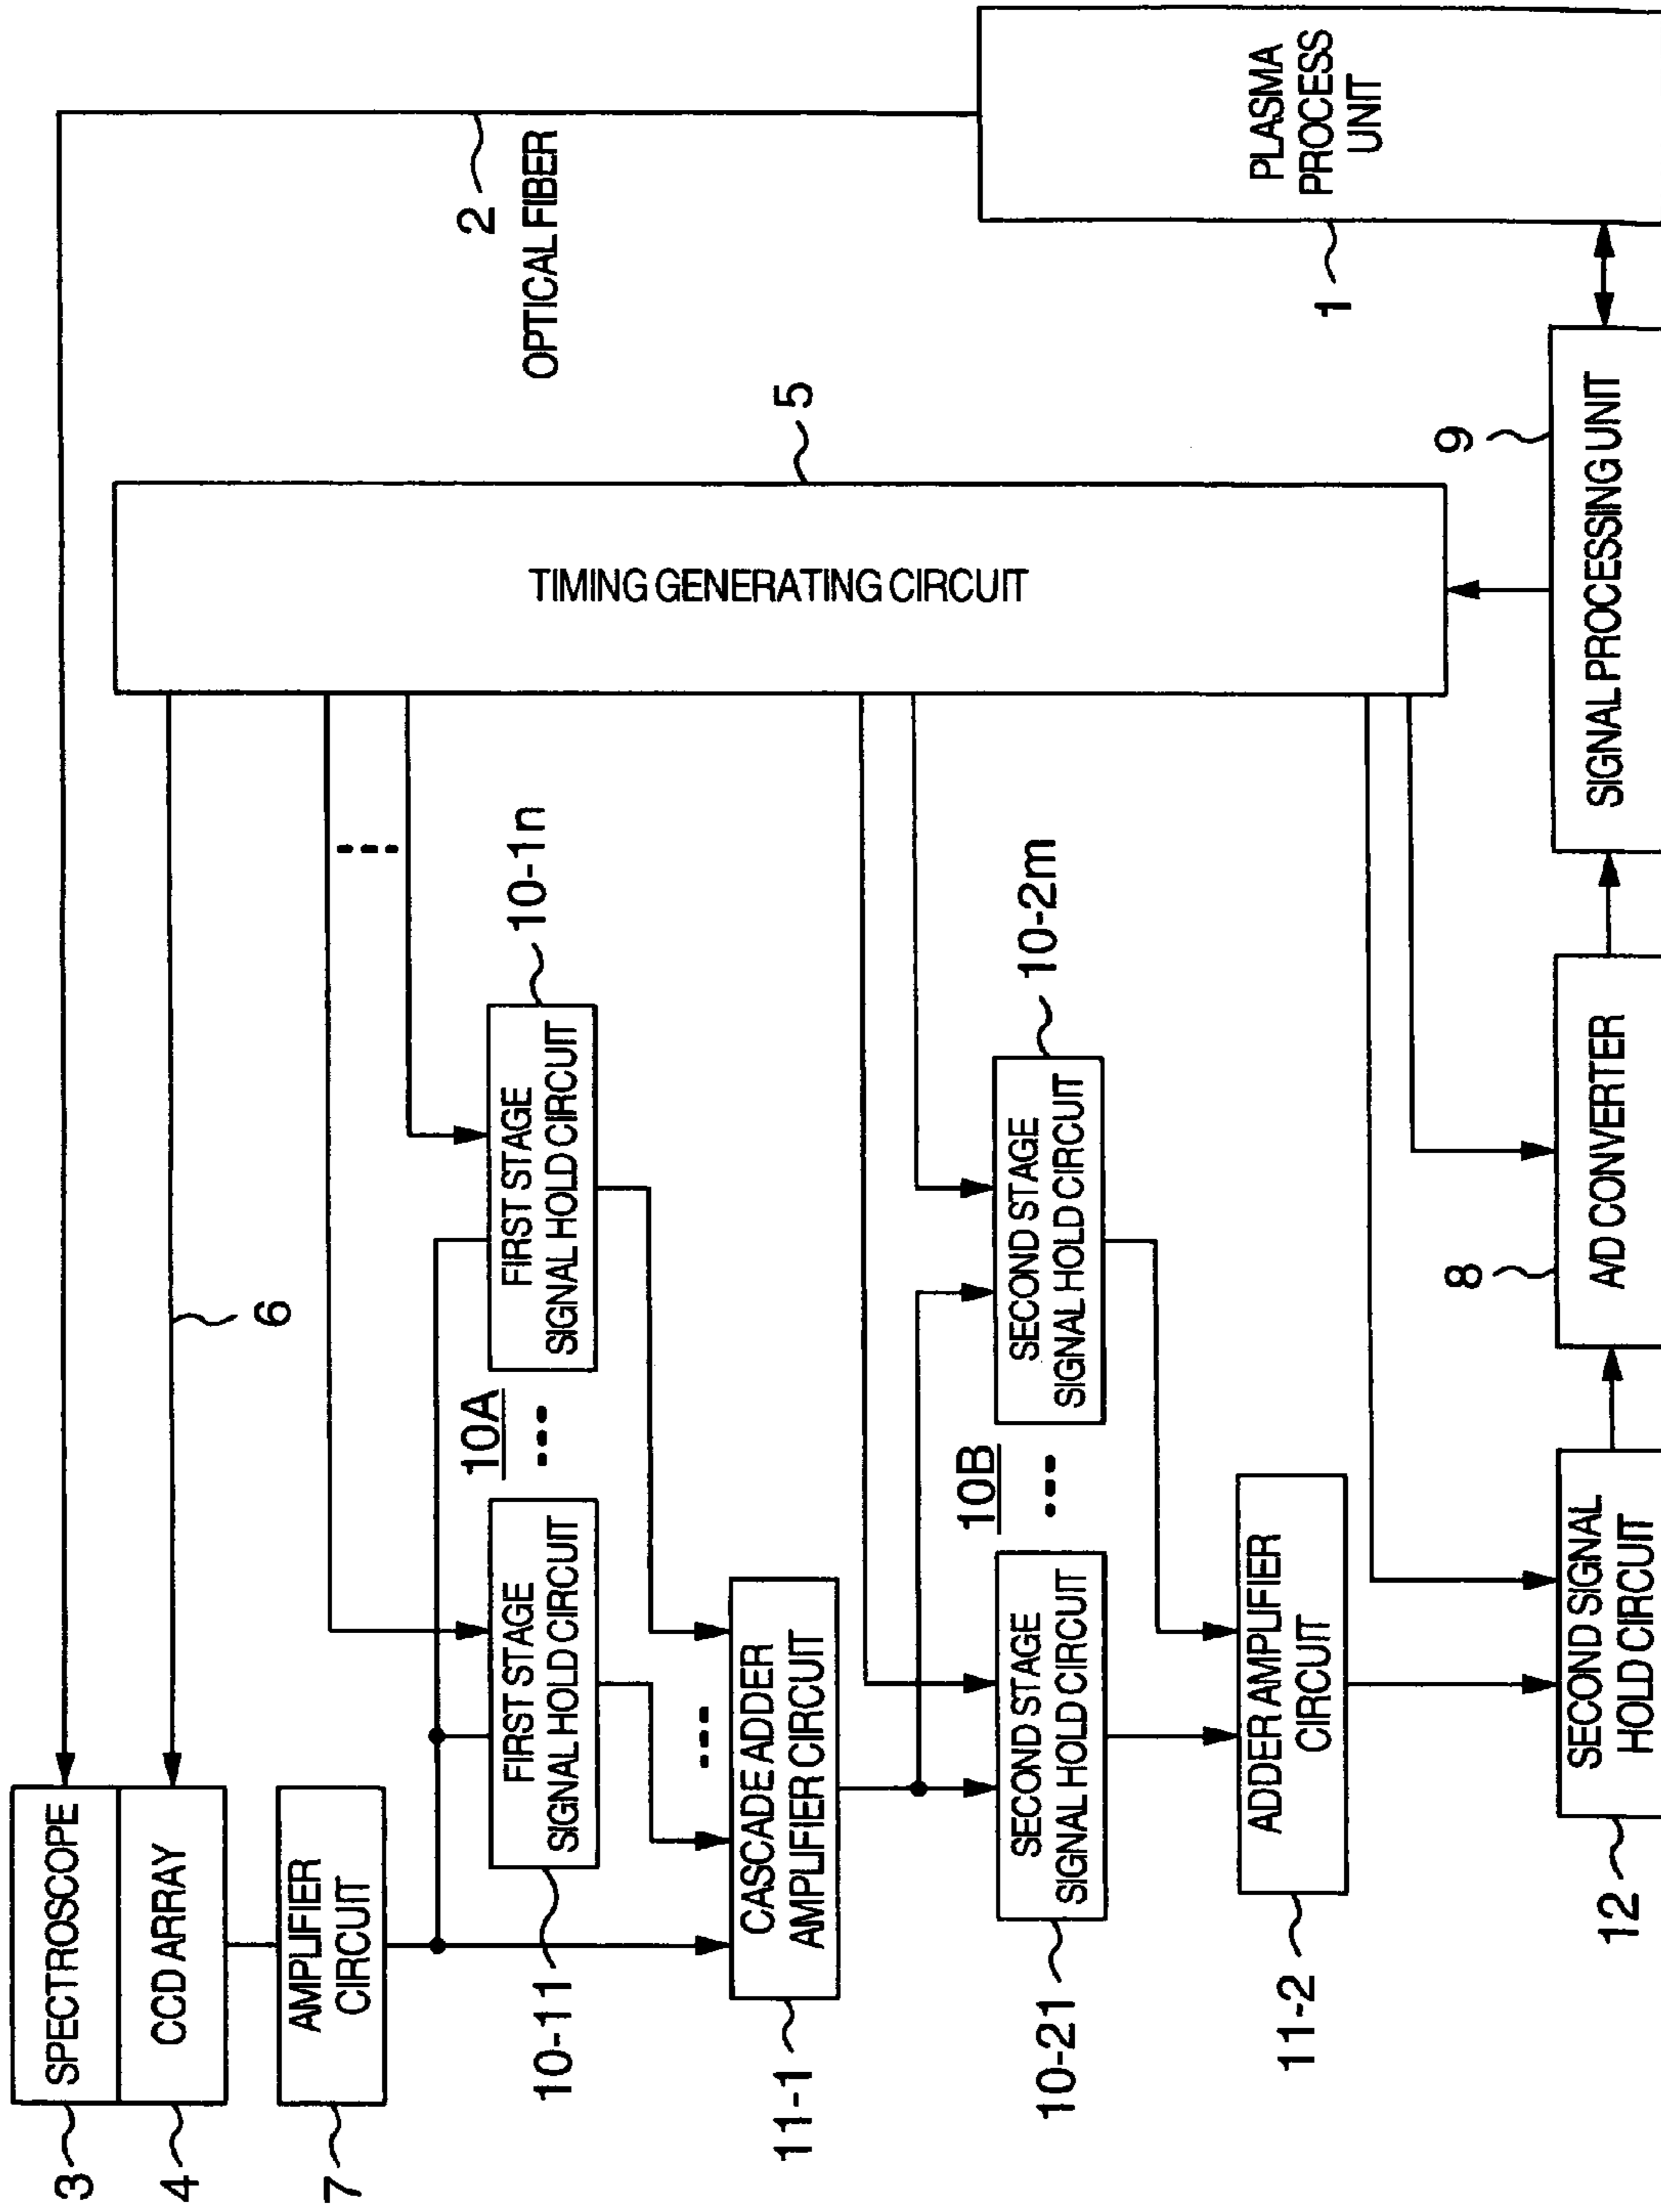 3
SPECTROSCOPE
4
CCD ARRAY
7
AMPLIFIER
CIRCUIT
6
2
OPTICAL FIBER
5
TIMING GENERATING CIRCUIT
10-11
FIRST STAGE
SIGNAL HOLD CIRCUIT
10A
FIRST STAGE
SIGNAL HOLD CIRCUIT
10-1n
11-1
CASCADE ADDER
AMPLIFIER CIRCUIT
10-21
SECOND STAGE
SIGNAL HOLD CIRCUIT
10B
SECOND STAGE
SIGNAL HOLD CIRCUIT
10-2m
11-2
ADDER AMPLIFIER
CIRCUIT
12
SECOND SIGNAL
HOLD CIRCUIT
8
A/D CONVERTER
9
SIGNAL PROCESSING UNIT
1
PLASMA
PROCESS
UNIT